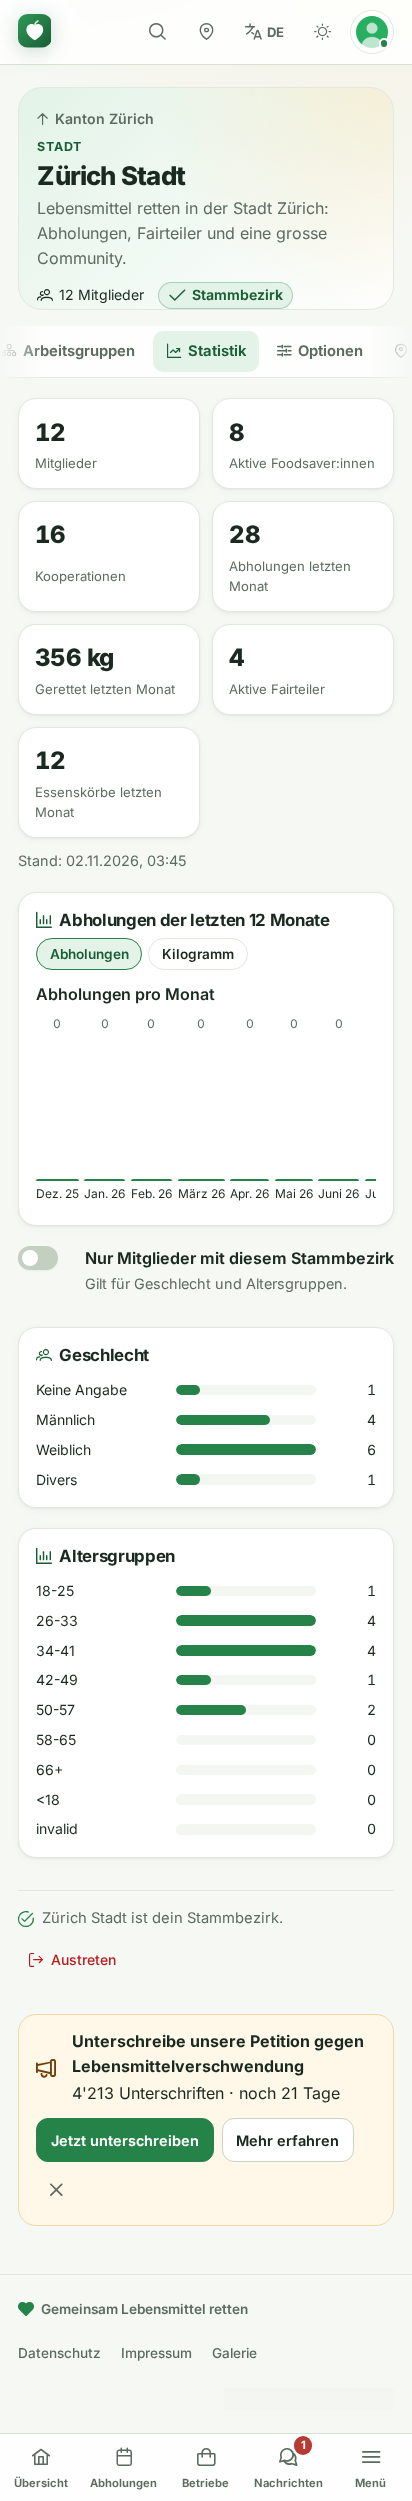 DE
Kanton Zürich
STADT
Zürich Stadt
Lebensmittel retten in der Stadt Zürich:
Abholungen, Fairteiler und eine grosse
Community.
12 Mitglieder Stammbezirk
Arbeitsgruppen Statistik Optionen
12 8
Mitglieder Aktive Foodsaver:innen
16 28
Kooperationen Abholungen letzten
Monat
356 kg 4
Gerettet letzten Monat Aktive Fairteiler
12
Essenskörbe letzten
Monat
Stand: 02.11.2026, 03:45
Abholungen der letzten 12 Monate
Abholungen Kilogramm
Abholungen pro Monat
0 0 0 0 0 0 0
Dez. 25 Jan. 26 Feb. 26 März 26 Apr. 26 Mai 26 Juni 26 Ju
Nur Mitglieder mit diesem Stammbezirk
Gilt für Geschlecht und Altersgruppen.
Geschlecht
Keine Angabe 1
Männlich 4
Weiblich 6
Divers 1
Altersgruppen
18-25 1
26-33 4
34-41 4
42-49 1
50-57 2
58-65 0
66+ 0
<18 0
invalid 0
Zürich Stadt ist dein Stammbezirk.
Austreten
Unterschreibe unsere Petition gegen
Lebensmittelverschwendung
4'213 Unterschriften · noch 21 Tage
Jetzt unterschreiben Mehr erfahren
Gemeinsam Lebensmittel retten
Datenschutz Impressum Galerie
1
Übersicht Abholungen Betriebe Nachrichten Menü